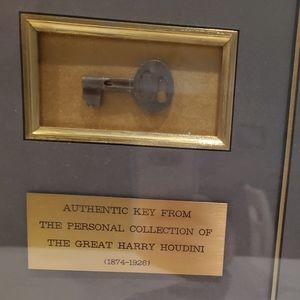 AUTHENTIC KEY FROM
THE PERSONAL COLLECTION OF
THE GREAT HARRY HOUDINI
(1874-1926)